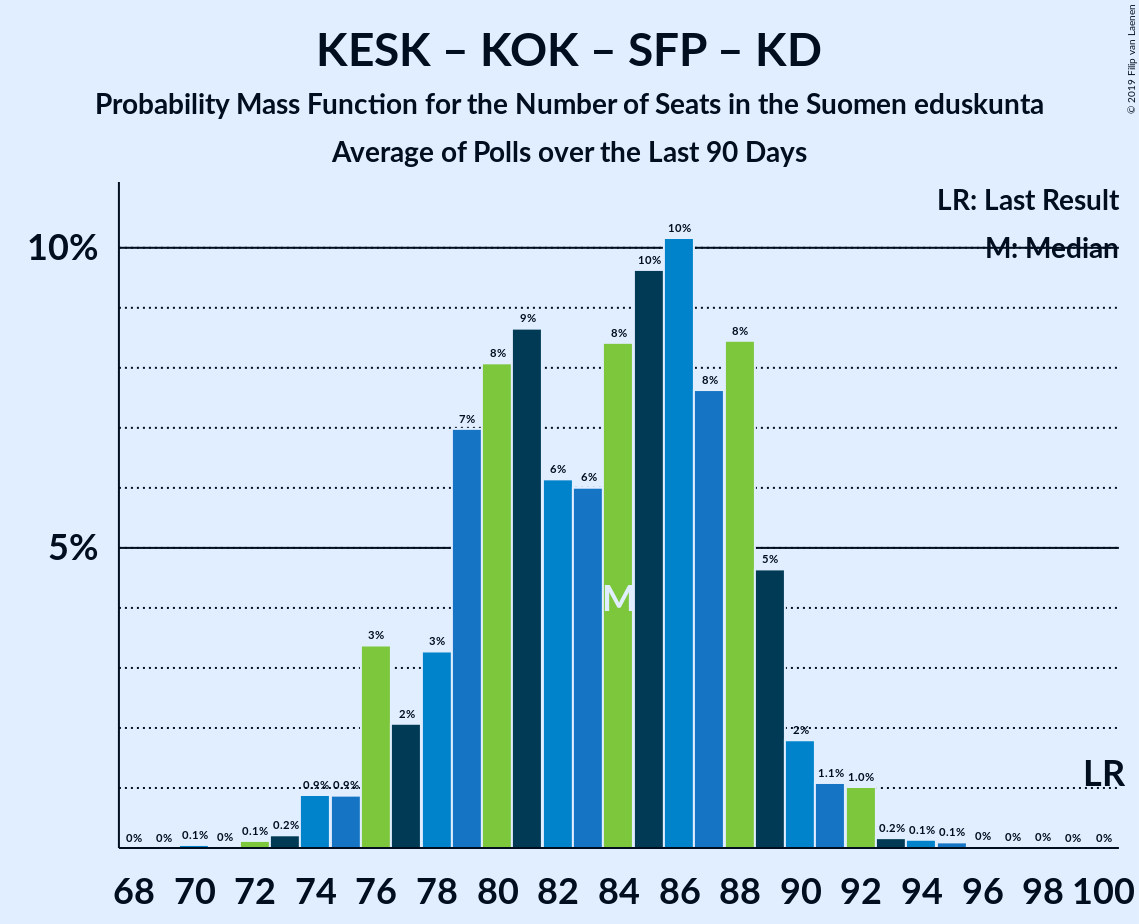 KESK – KOK – SFP – KD
Probability Mass Function for the Number of Seats in the Suomen eduskunta
Average of Polls over the Last 90 Days
© 2019 Filip van Laenen
LR: Last Result
M: Median
10%
5%
0% 0% 0.1% 0% 0.1% 0.2% 0.9% 0.9% 3% 2% 3% 7% 8% 9% 6% 6% 8% 10% 10% 8% 8% 5% 2% 1.1% 1.0% 0.2% 0.1% 0.1% 0% 0% 0% 0% 0%
M
LR
68 70 72 74 76 78 80 82 84 86 88 90 92 94 96 98 100